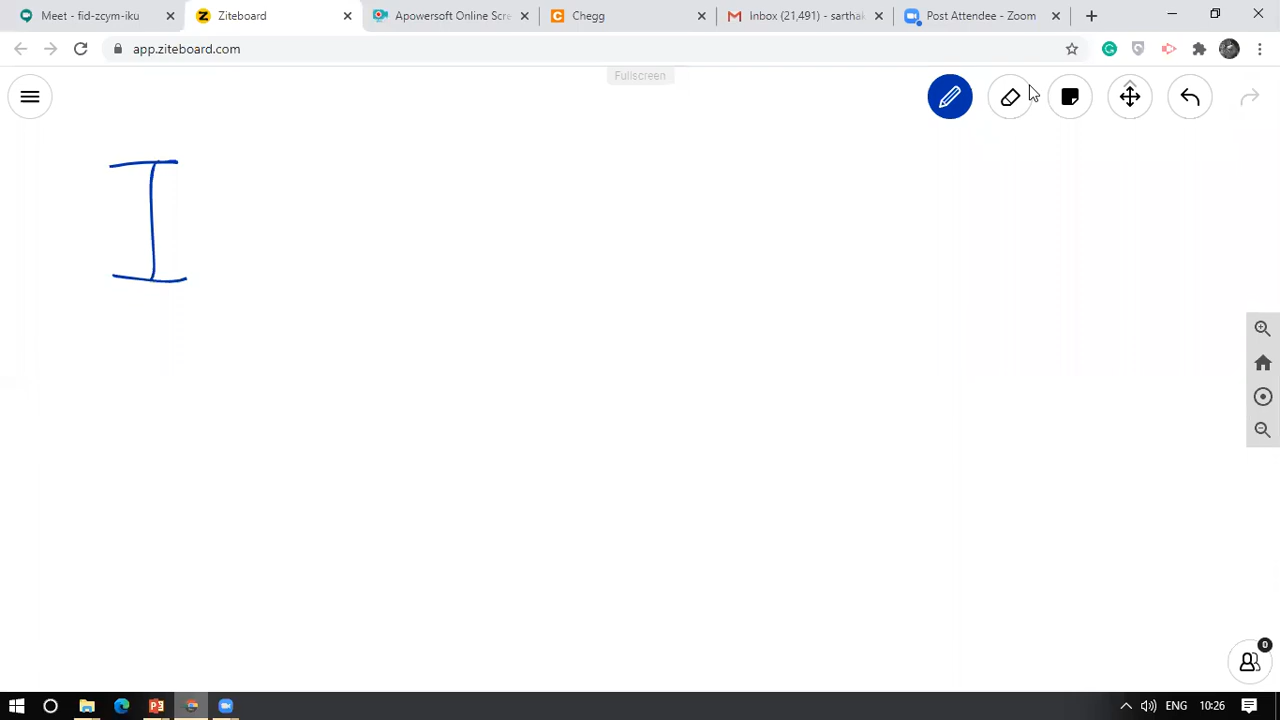 Meet - fid-zcym-iku
Ziteboard
Apowersoft Online Scre
Chegg
Inbox (21,491) - sarthak
Post Attendee - Zoom
app.ziteboard.com
Fullscreen
I
0
ENG
10:26